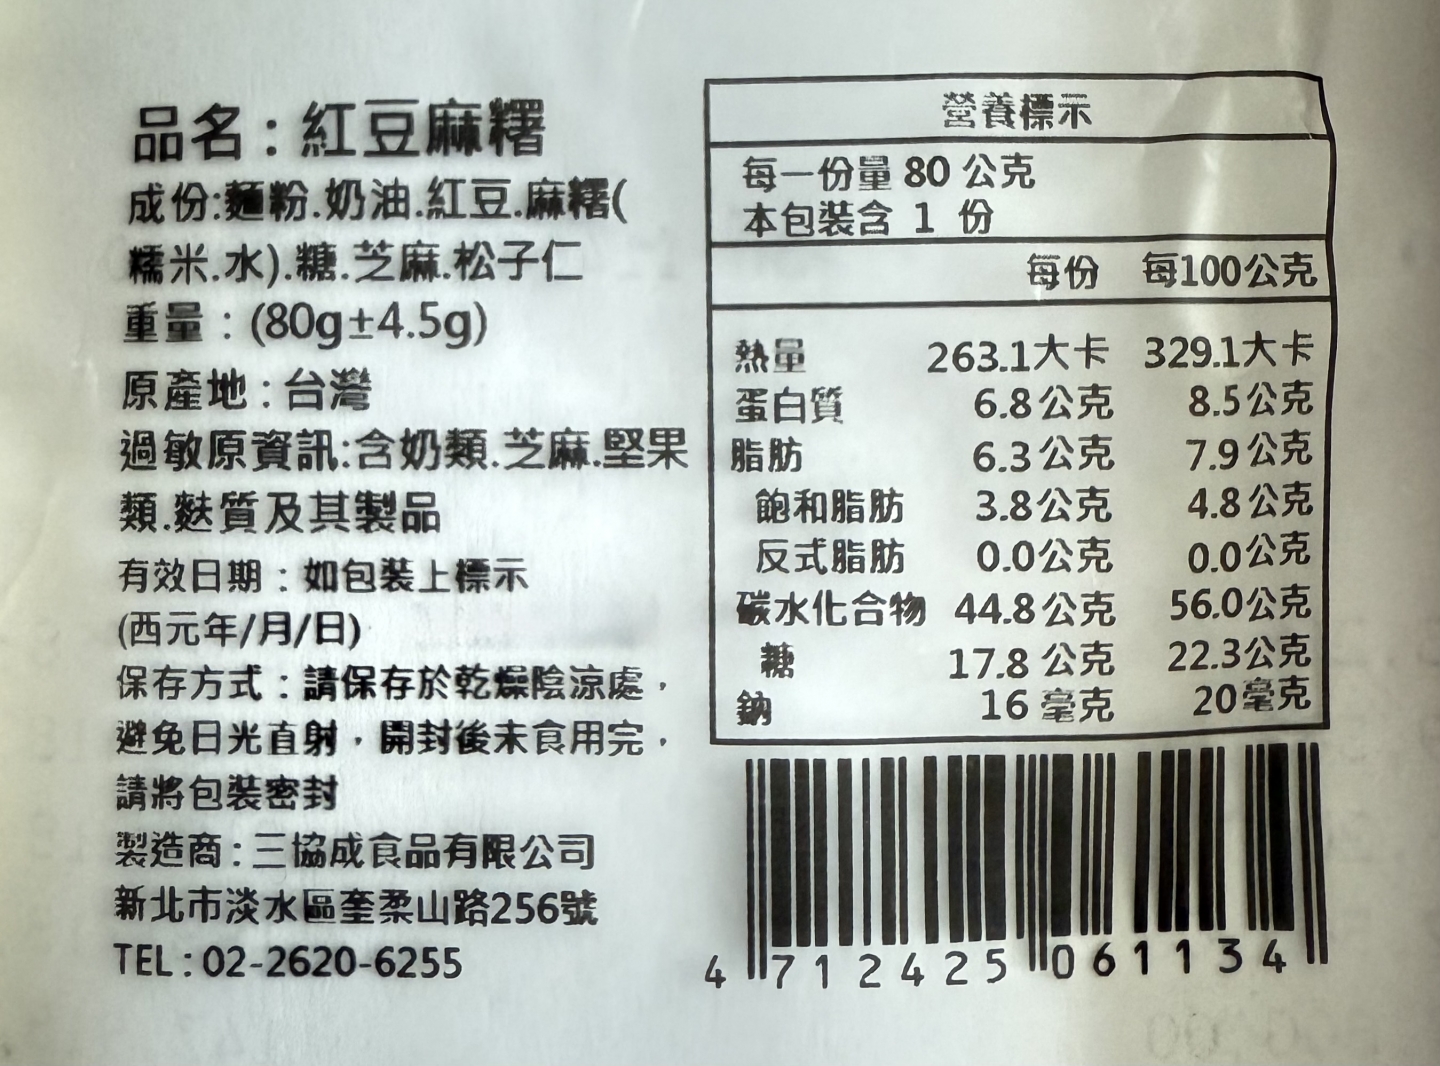 品名：紅豆麻糬
成份:麵粉.奶油.紅豆.麻糬(
糯米.水).糖.芝麻.松子仁
重量：(80g±4.5g)
原產地：台灣
過敏原資訊:含奶類.芝麻.堅果
類.麩質及其製品
有效日期：如包裝上標示
(西元年/月/日)
保存方式：請保存於乾燥陰涼處，
避免日光直射，開封後未食用完，
請將包裝密封
製造商：三協成食品有限公司
新北市淡水區奎柔山路256號
TEL：02-2620-6255
營養標示
每一份量 80 公克
本包裝含 1 份
每份 每100公克
熱量 263.1大卡 329.1大卡
蛋白質 6.8公克 8.5公克
脂肪 6.3公克 7.9公克
飽和脂肪 3.8公克 4.8公克
反式脂肪 0.0公克 0.0公克
碳水化合物 44.8公克 56.0公克
糖 17.8 公克 22.3公克
鈉 16 毫克 20毫克
4 712425 061134